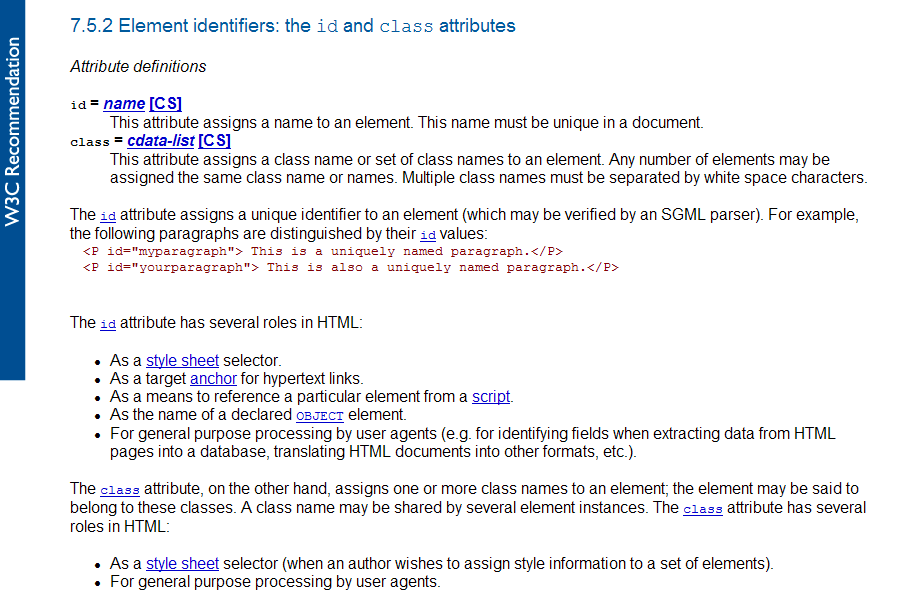 W3C Recommendation
7.5.2 Element identifiers: the id and class attributes
Attribute definitions
id = name [CS]
This attribute assigns a name to an element. This name must be unique in a document.
class = cdata-list [CS]
This attribute assigns a class name or set of class names to an element. Any number of elements may be
assigned the same class name or names. Multiple class names must be separated by white space characters.
The id attribute assigns a unique identifier to an element (which may be verified by an SGML parser). For example,
the following paragraphs are distinguished by their id values:
<P id="myparagraph"> This is a uniquely named paragraph.</P>
<P id="yourparagraph"> This is also a uniquely named paragraph.</P>
The id attribute has several roles in HTML:
• As a style sheet selector.
• As a target anchor for hypertext links.
• As a means to reference a particular element from a script.
• As the name of a declared OBJECT element.
• For general purpose processing by user agents (e.g. for identifying fields when extracting data from HTML
pages into a database, translating HTML documents into other formats, etc.).
The class attribute, on the other hand, assigns one or more class names to an element; the element may be said to
belong to these classes. A class name may be shared by several element instances. The class attribute has several
roles in HTML:
• As a style sheet selector (when an author wishes to assign style information to a set of elements).
• For general purpose processing by user agents.